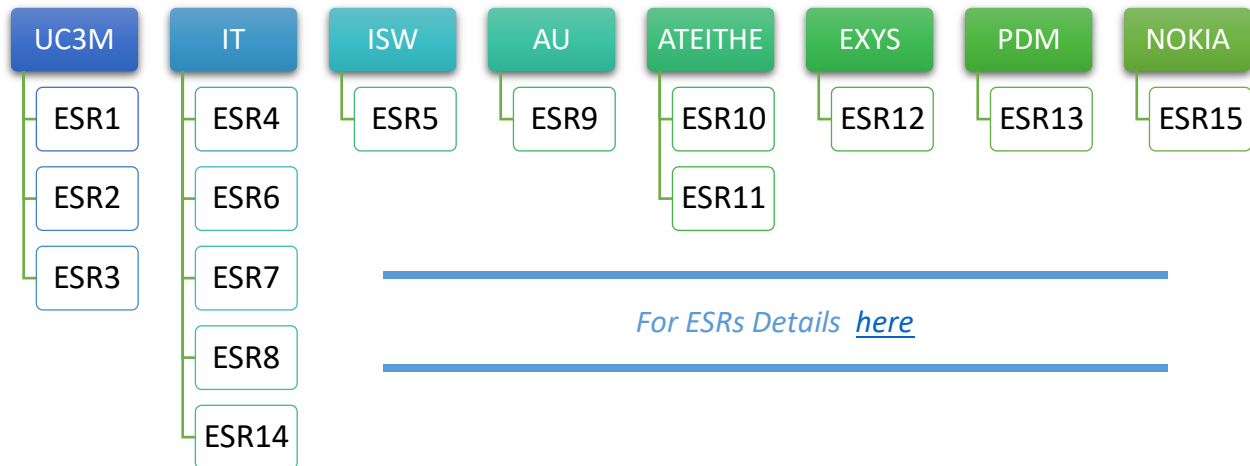 UC3M IT ISW AU ATEITHE EXYS PDM NOKIA
ESR1 ESR4 ESR5 ESR9 ESR10 ESR12 ESR13 ESR15
ESR2 ESR6 ESR11
ESR3 ESR7
For ESRs Details here
ESR8
ESR14